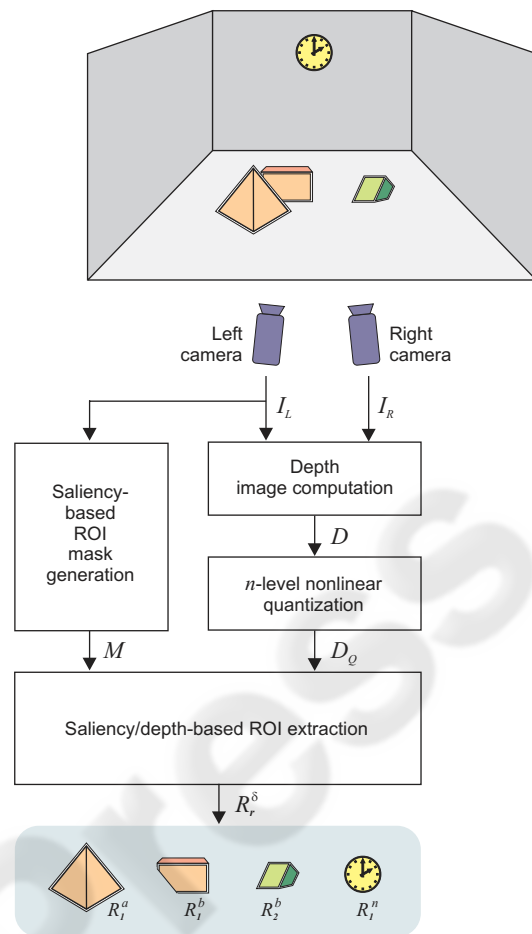 Left
camera
Right
camera
I_L
I_R
Saliency-
based
ROI
mask
generation
Depth
image computation
D
n-level nonlinear
quantization
M
D_Q
Saliency/depth-based ROI extraction
R_r^δ
R_1^a
R_1^b
R_2^b
R_1^n